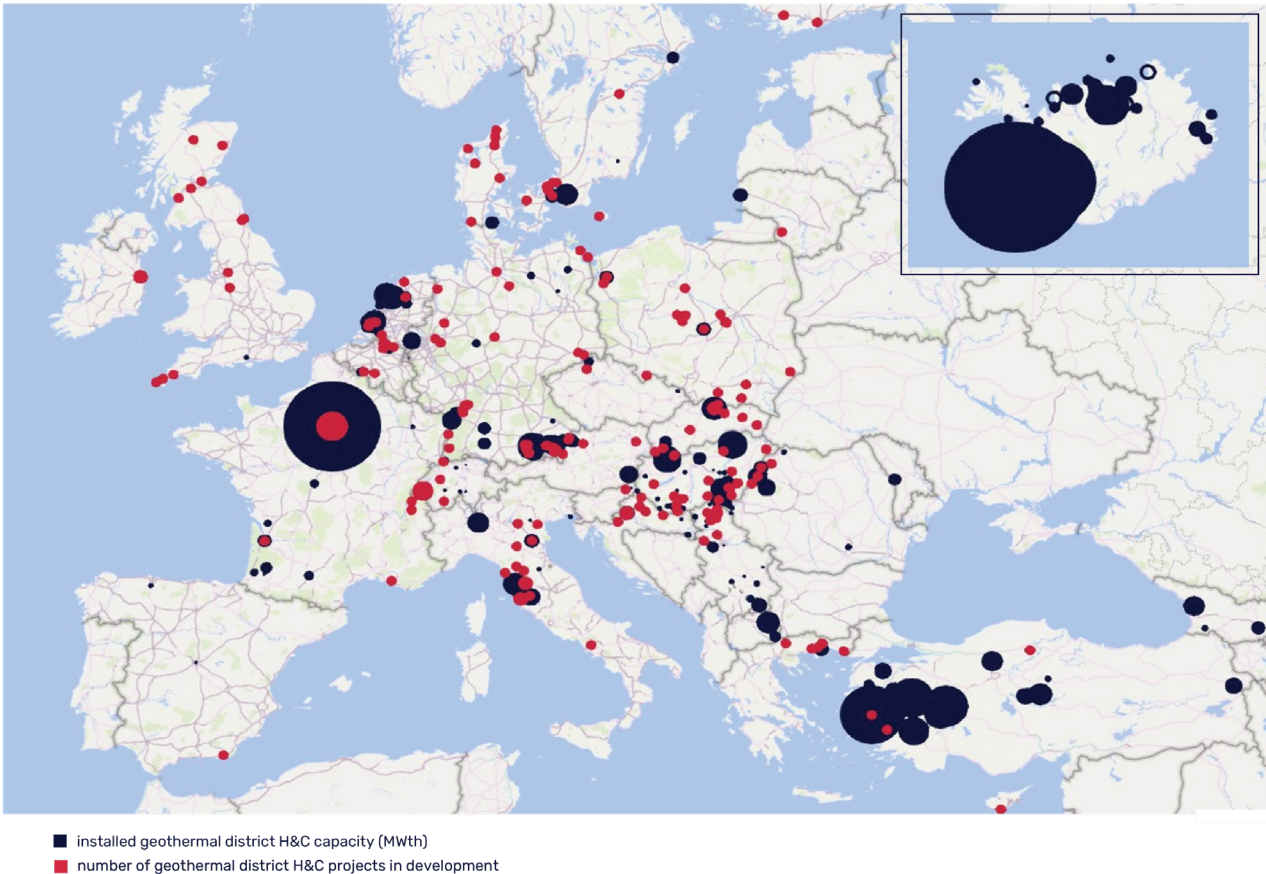 installed geothermal district H&C capacity (MWth)
number of geothermal district H&C projects in development